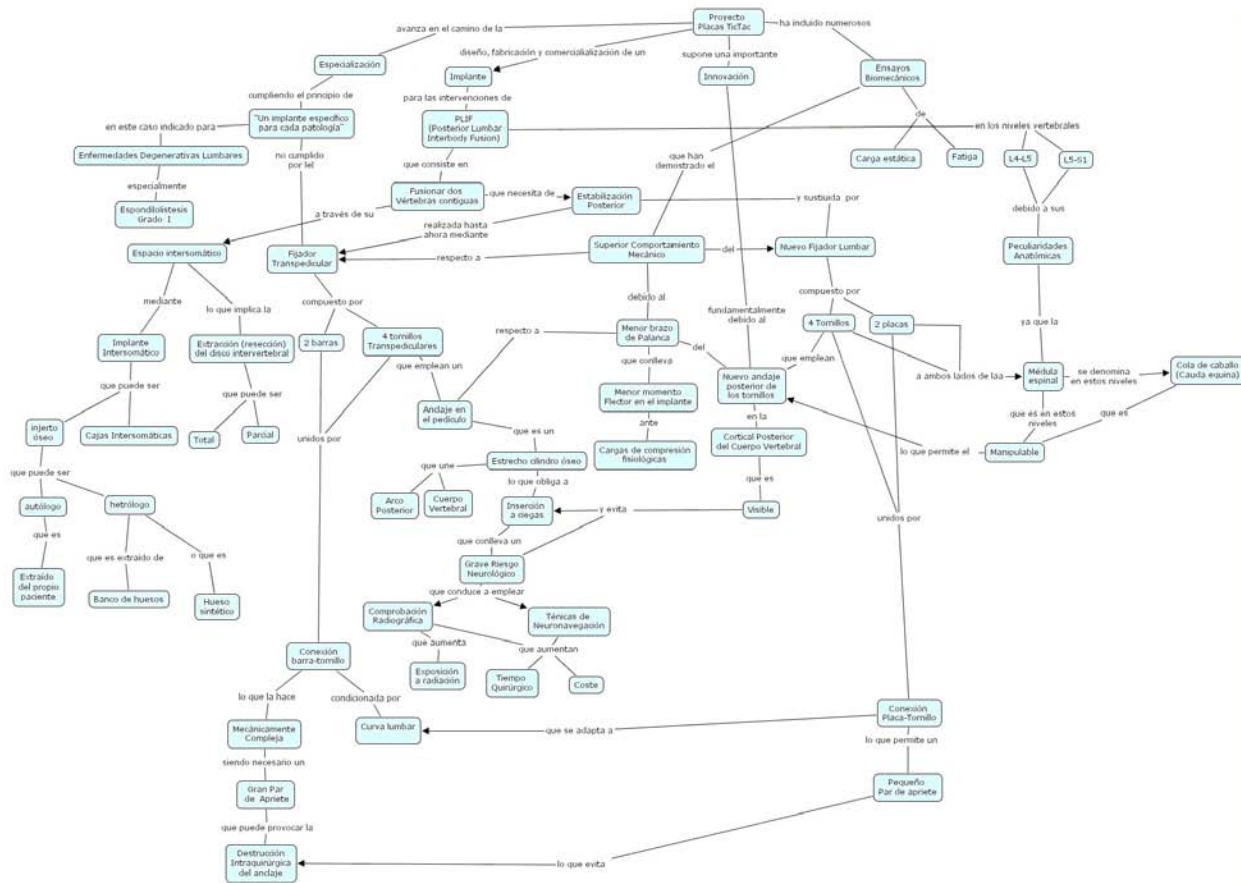 Proyecto
Placas TicTac
avanza en el camino de la
ha incluido numerosos
diseño, fabricación y comercialialización de un
supone una importante
Especialización
Implante
Innovación
Ensayos
Biomecánicos
cumpliendo el principio de
para las intervenciones de
"Un implante específico
para cada patología"
PLIF
(Posterior Lumbar
Interbody Fusion)
en este caso indicado para
en los niveles vertebrales
de
Enfermedades Degenerativas Lumbares
no cumplido
por lel
que consiste en
que han
demostrado el
Carga estática
Fatiga
L4-L5
L5-S1
especialmente
Fusionar dos
Vértebras contiguas
que necesita de
Estabilización
Posterior
y sustiuida por
Espondilolistesis
Grado I
a través de su
realizada hasta
ahora mediante
debido a sus
Espacio intersomático
Fijador
Transpedicular
respecto a
Superior Comportamiento
Mecánico
del
Nuevo Fijador Lumbar
Peculiaridades
Anatómicas
mediante
lo que implica la
compuesto por
debido al
fundamentalmente
debido al
compuesto por
ya que la
Implante
Intersomático
Extracción (resección)
del disco intervertebral
2 barras
4 tornillos
Transpediculares
respecto a
Menor brazo
de Palanca
del
4 Tornillos
2 placas
que puede ser
que puede ser
que emplean un
que conlleva
Nuevo andaje
posterior de
los tornillos
que emplean
a ambos lados de laa
Médula
espinal
se denomina
en estos niveles
Cola de caballo
(Cauda equina)
injerto
óseo
Cajas Intersomáticas
Total
Parcial
unidos por
Anclaje en
el pedículo
Menor momento
Flector en el implante
en la
que és en estos
niveles
que es
que puede ser
que es un
ante
Cortical Posterior
del Cuerpo Vertebral
lo que permite el
Manipulable
Estrecho cilindro óseo
Cargas de compresión
fisiológicas
autólogo
hetrólogo
que une
lo que obliga a
que es
Arco
Posterior
Cuerpo
Vertebral
Inserción
a ciegas
y evita
Visible
unidos por
que es
que es extraído de
o que es
que conlleva un
Extraído
del propio
paciente
Banco de huesos
Hueso
sintético
Grave Riesgo
Neurológico
que conduce a emplear
Comprobación
Radiográfica
Ténicas de
Neuronavegación
Conexión
barra-tornillo
que aumenta
que aumentan
Exposición
a radiación
Tiempo
Quirúrgico
Coste
lo que la hace
condicionada por
Mecánicamente
Compleja
Curva lumbar
que se adapta a
Conexión
Placa-Tornillo
siendo necesario un
lo que permite un
Gran Par
de Apriete
Pequeño
Par de apriete
que puede provocar la
Destrucción
Intraquirúrgica
del anclaje
lo que evita